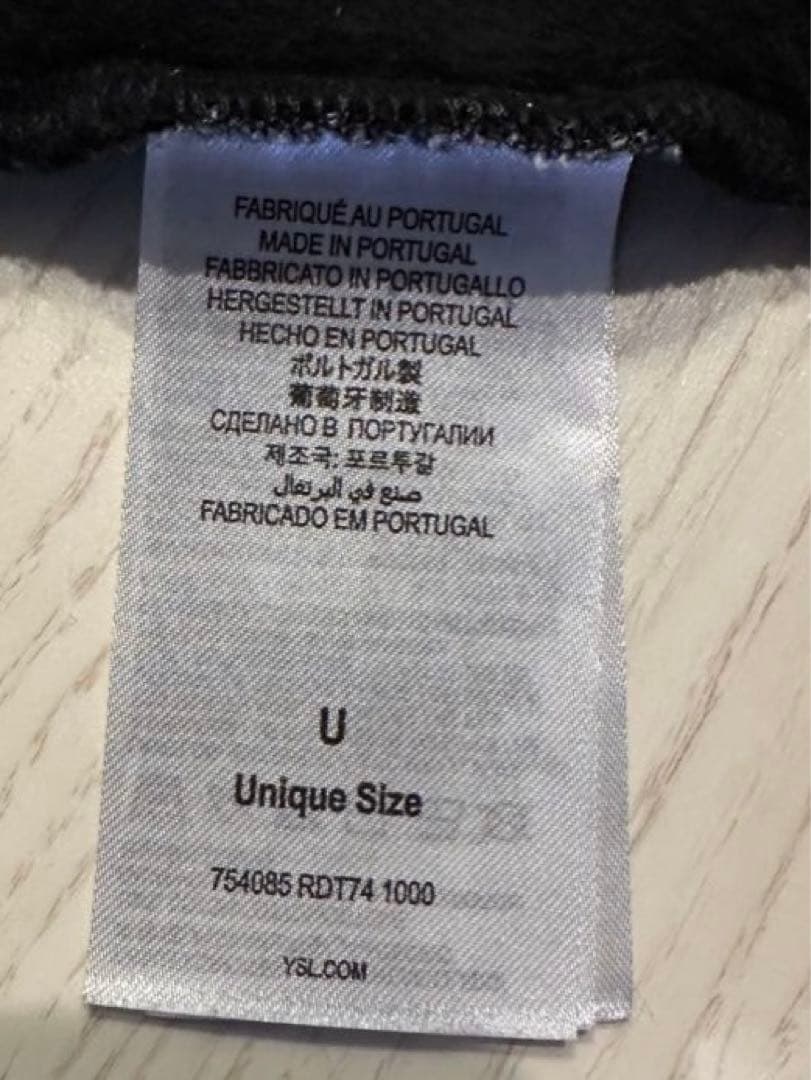 FABRIQUÉ AU PORTUGAL
MADE IN PORTUGAL
FABBRICATO IN PORTUGALLO
HERGESTELLT IN PORTUGAL
HECHO EN PORTUGAL
ポルトガル製
葡萄牙制造
СДЕЛАНО В ПОРТУГАЛИИ
제조국: 포르투갈
صنع في البرتغال
FABRICADO EM PORTUGAL
U
Unique Size
754085 RDT74 1000
YSL.COM